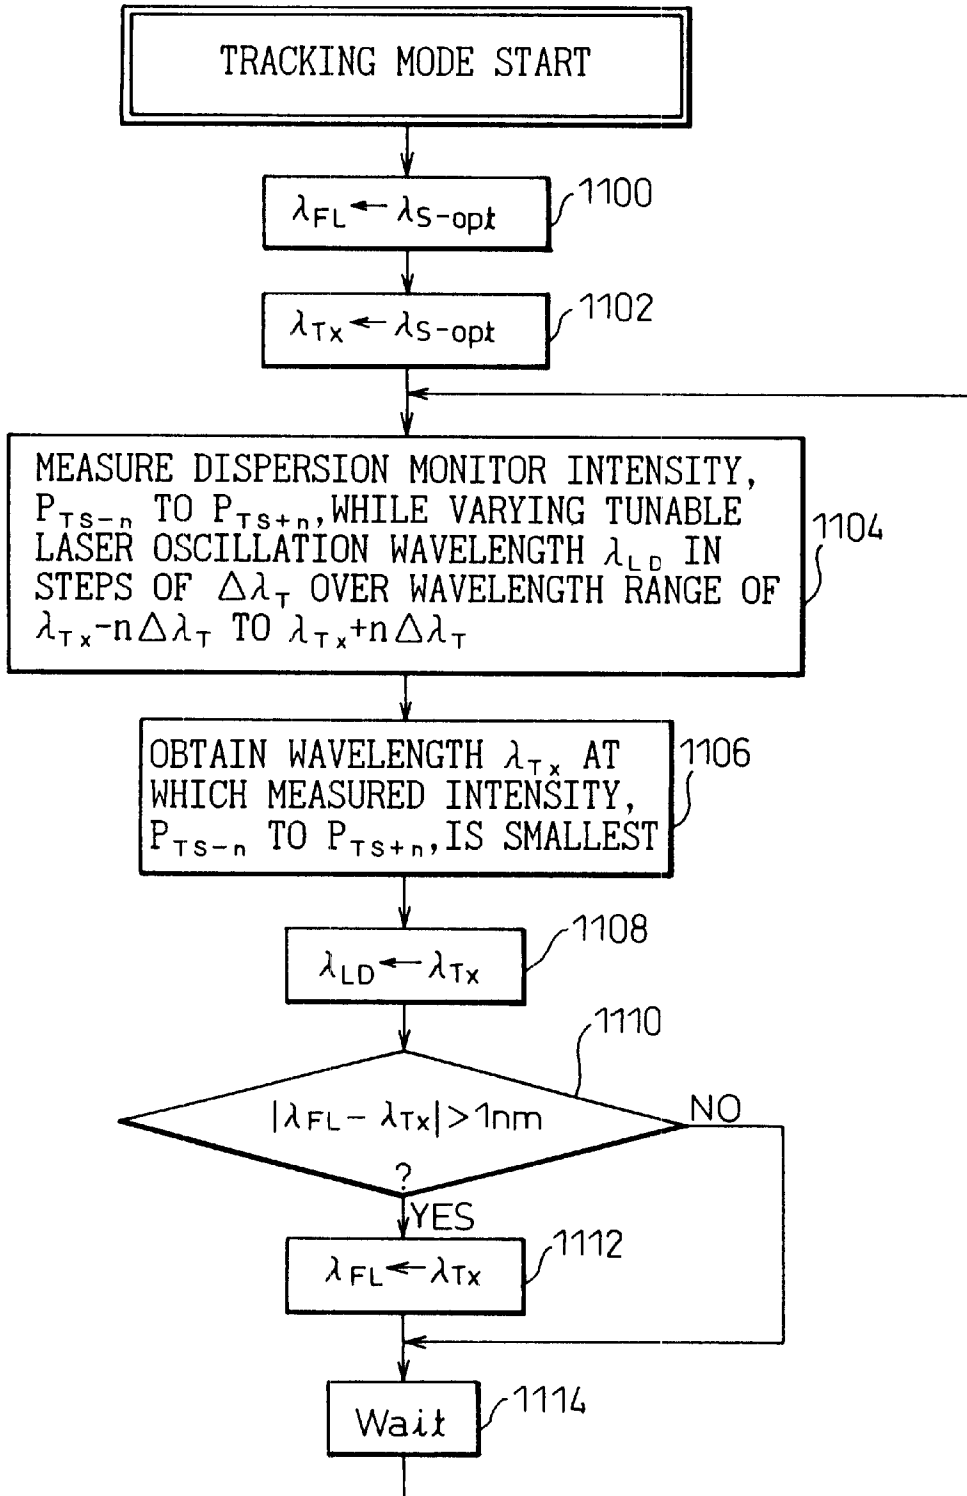 TRACKING MODE START
λFL ← λS-opt
1100
λTx ← λS-opt
1102
MEASURE DISPERSION MONITOR INTENSITY,
PTS-n TO PTS+n, WHILE VARYING TUNABLE
LASER OSCILLATION WAVELENGTH λLD IN
STEPS OF ΔλT OVER WAVELENGTH RANGE OF
λTx-nΔλT TO λTx+nΔλT
1104
OBTAIN WAVELENGTH λTx AT
WHICH MEASURED INTENSITY,
PTS-n TO PTS+n, IS SMALLEST
1106
λLD ← λTx
1108
1110
|λFL - λTx| > 1nm
?
NO
YES
λFL ← λTx
1112
Wait
1114